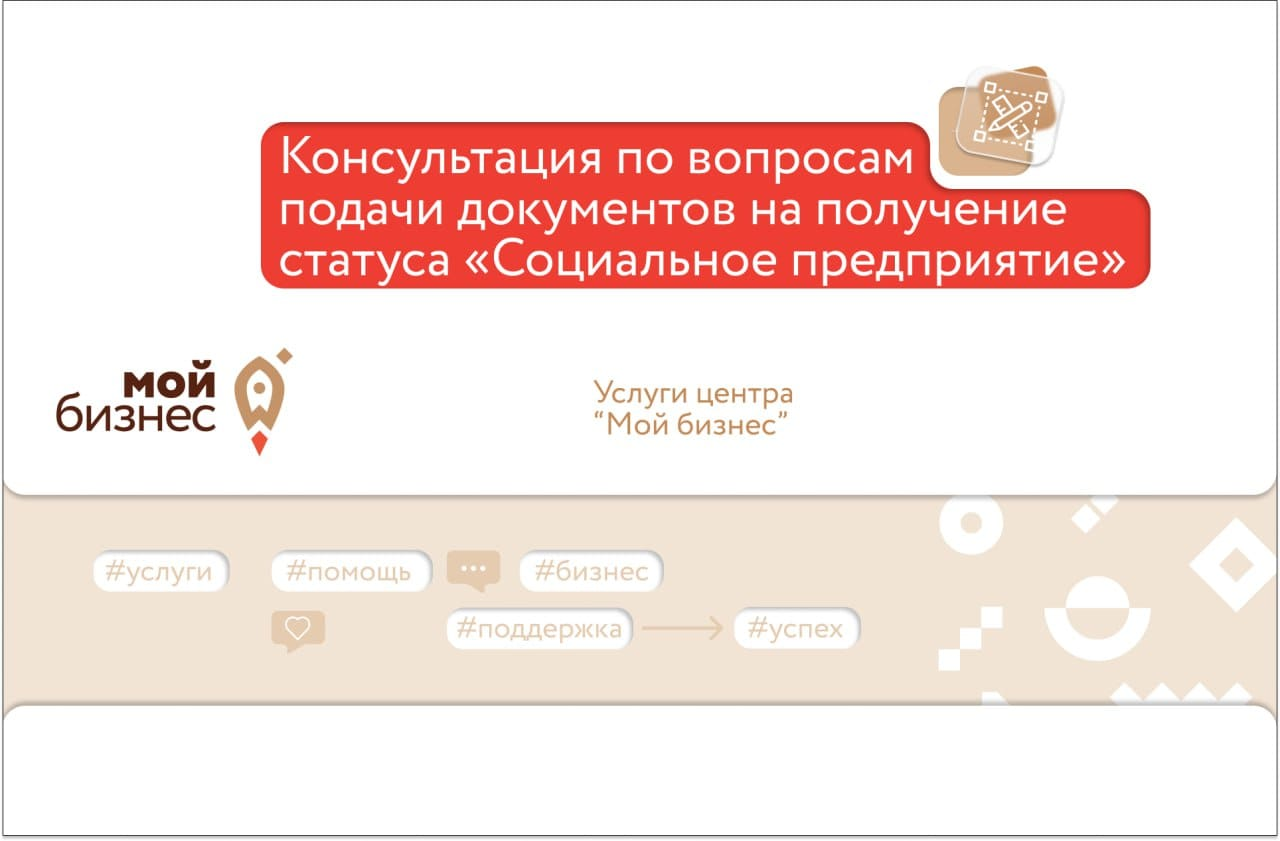 Консультация по вопросам
подачи документов на получение
статуса «Социальное предприятие»
мой
бизнес
Услуги центра
“Мой бизнес”
#услуги #помощь #бизнес
#поддержка #успех